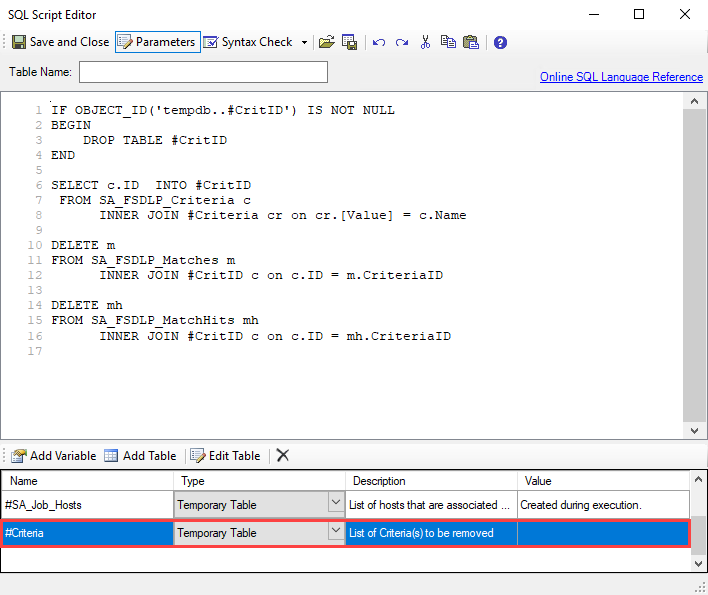 SQL Script Editor
Save and Close Parameters Syntax Check
Table Name: Online SQL Language Reference
1 IF OBJECT_ID('tempdb..#CritID') IS NOT NULL
2 BEGIN
3 DROP TABLE #CritID
4 END
5
6 SELECT c.ID  INTO #CritID
7 FROM SA_FSDLP_Criteria c
8 INNER JOIN #Criteria cr on cr.[Value] = c.Name
9
10 DELETE m
11 FROM SA_FSDLP_Matches m
12 INNER JOIN #CritID c on c.ID = m.CriteriaID
13
14 DELETE mh
15 FROM SA_FSDLP_MatchHits mh
16 INNER JOIN #CritID c on c.ID = mh.CriteriaID
17
Add Variable Add Table Edit Table
Name Type Description Value
#SA_Job_Hosts Temporary Table List of hosts that are associated ... Created during execution.
#Criteria Temporary Table List of Criteria(s) to be removed